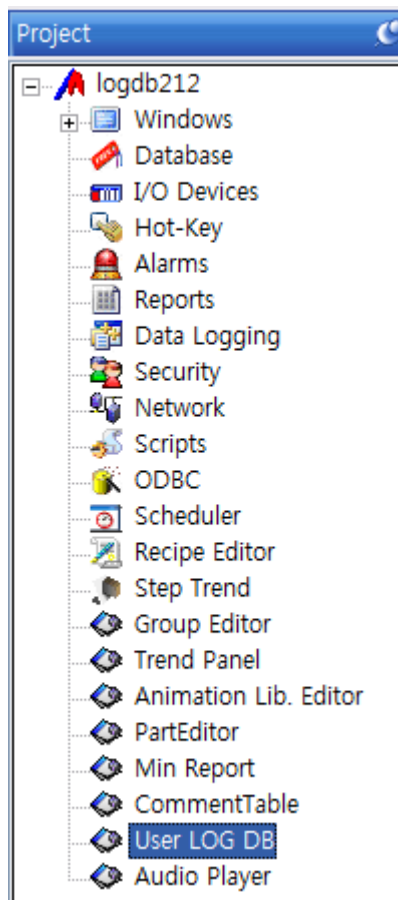 Project
logdb212
Windows
Database
I/O Devices
Hot-Key
Alarms
Reports
Data Logging
Security
Network
Scripts
ODBC
Scheduler
Recipe Editor
Step Trend
Group Editor
Trend Panel
Animation Lib. Editor
PartEditor
Min Report
CommentTable
User LOG DB
Audio Player